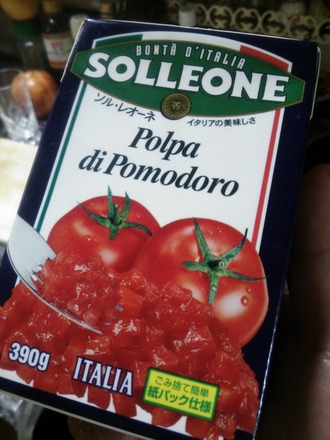 BONTÀ D'ITALIA
SOLLEONE
ソル・レオーネ
イタリアの美味しさ
Polpa
di Pomodoro
390g
ITALIA
ごみ捨て簡単
紙パック仕様